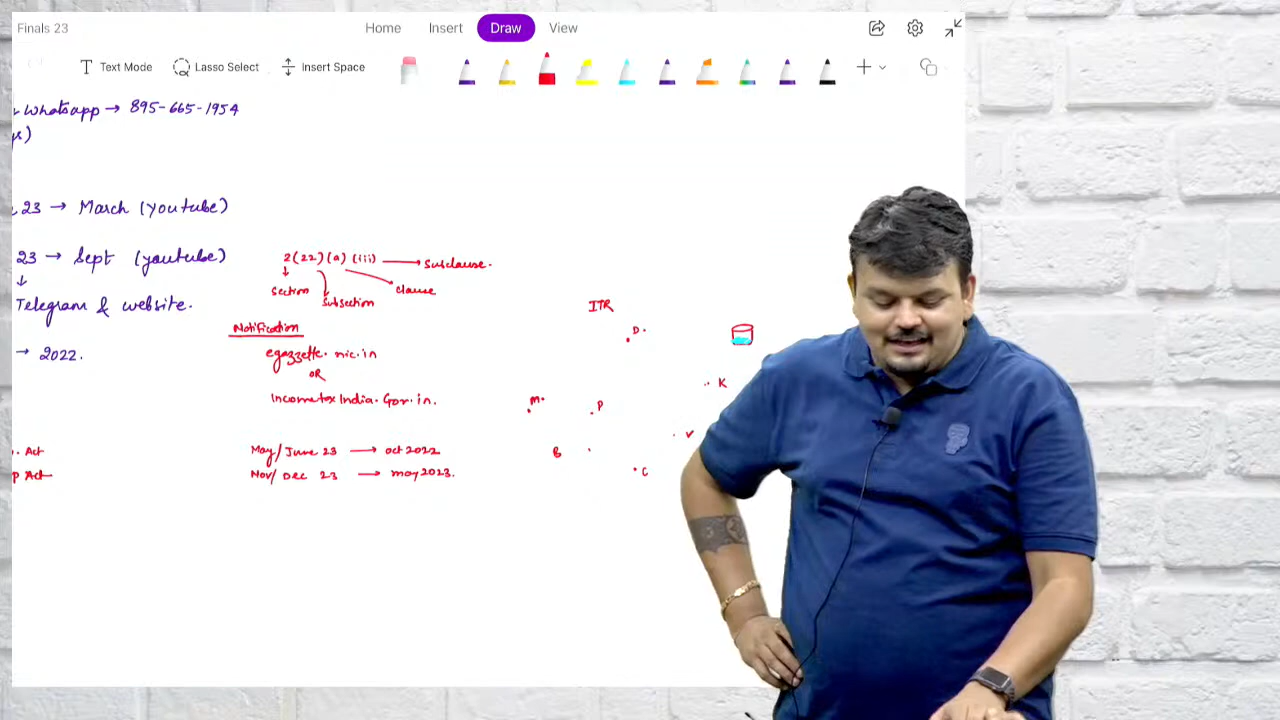 Finals 23
Home Insert Draw View
Text Mode Lasso Select Insert Space
Whatsapp → 895-665-1954
23 → March (youtube)
23 → Sept (youtube)
↓
Telegram & website.
→ 2022.
2(22)(a)(iii) → Subclause.
section
Subsection
clause
Notification
egazzette.nic.in
OR
Incometax India.Gov.in.
. Act
p Act
May/June 23 → oct 2022
Nov/Dec 23 → may 2023.
ITR
D.
K
M.
P
V
B
C